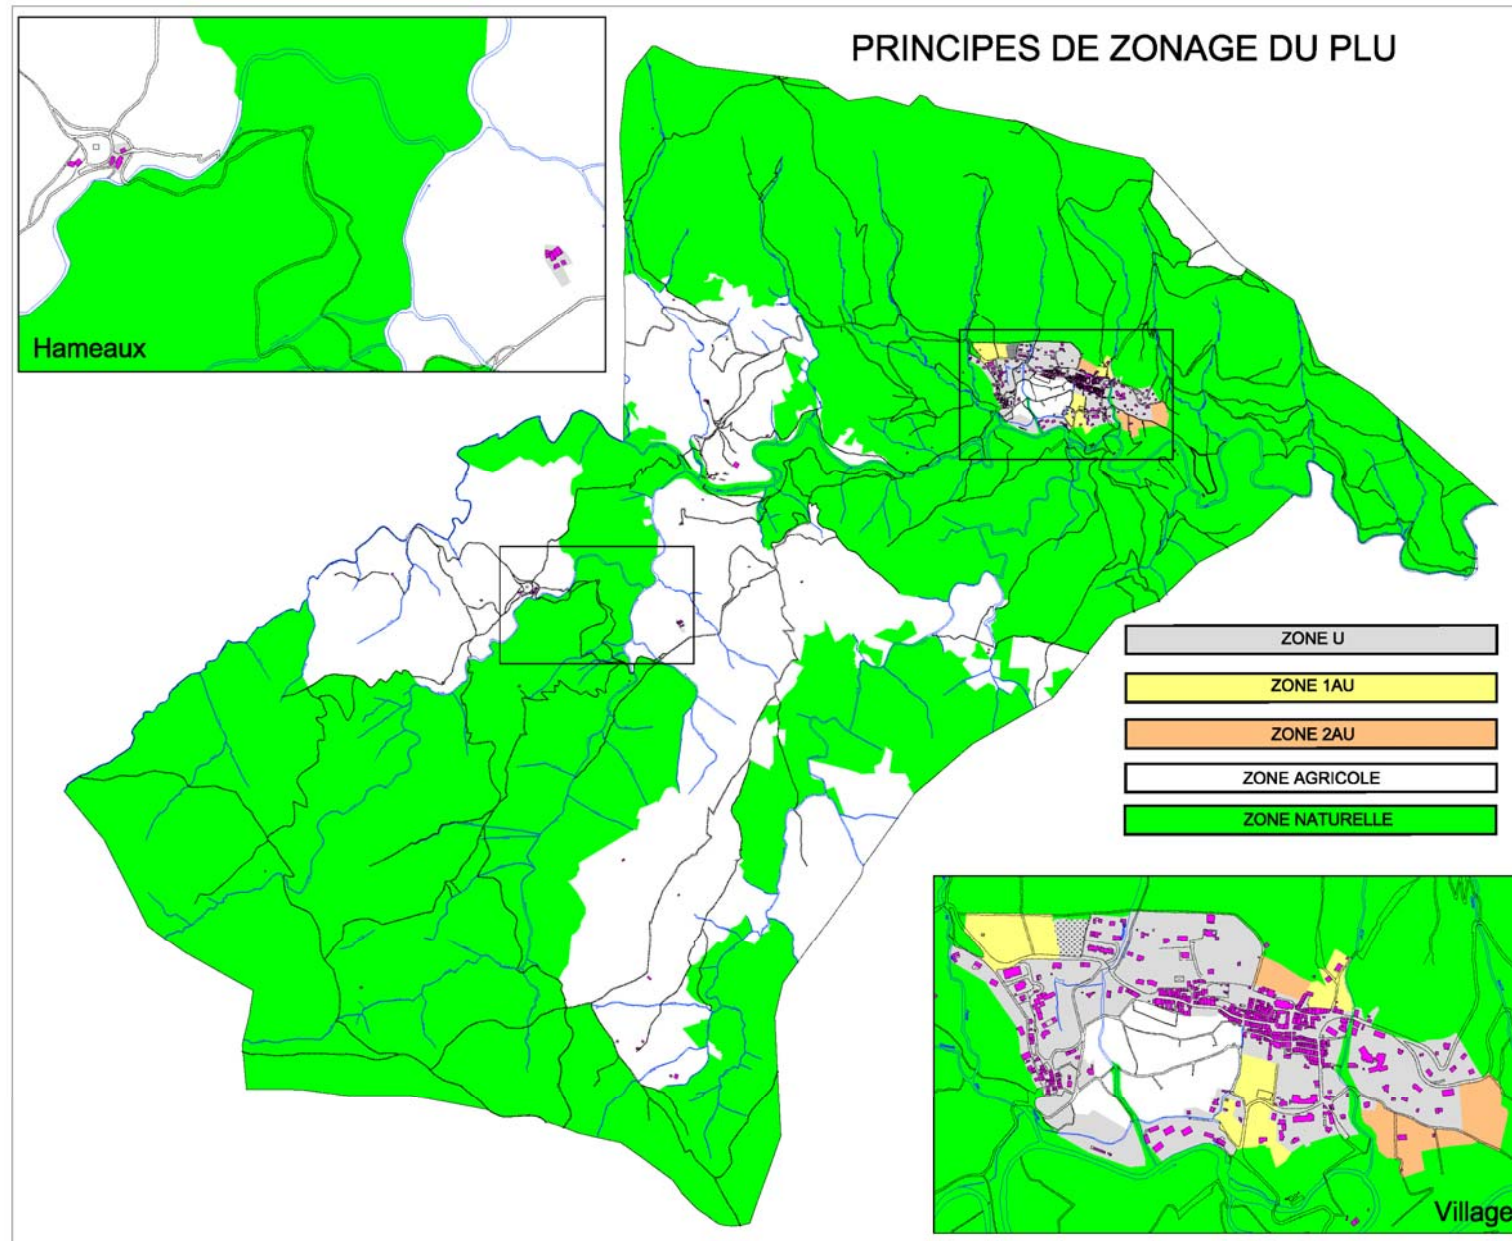 PRINCIPES DE ZONAGE DU PLU
Hameaux
ZONE U
ZONE 1AU
ZONE 2AU
ZONE AGRICOLE
ZONE NATURELLE
Village